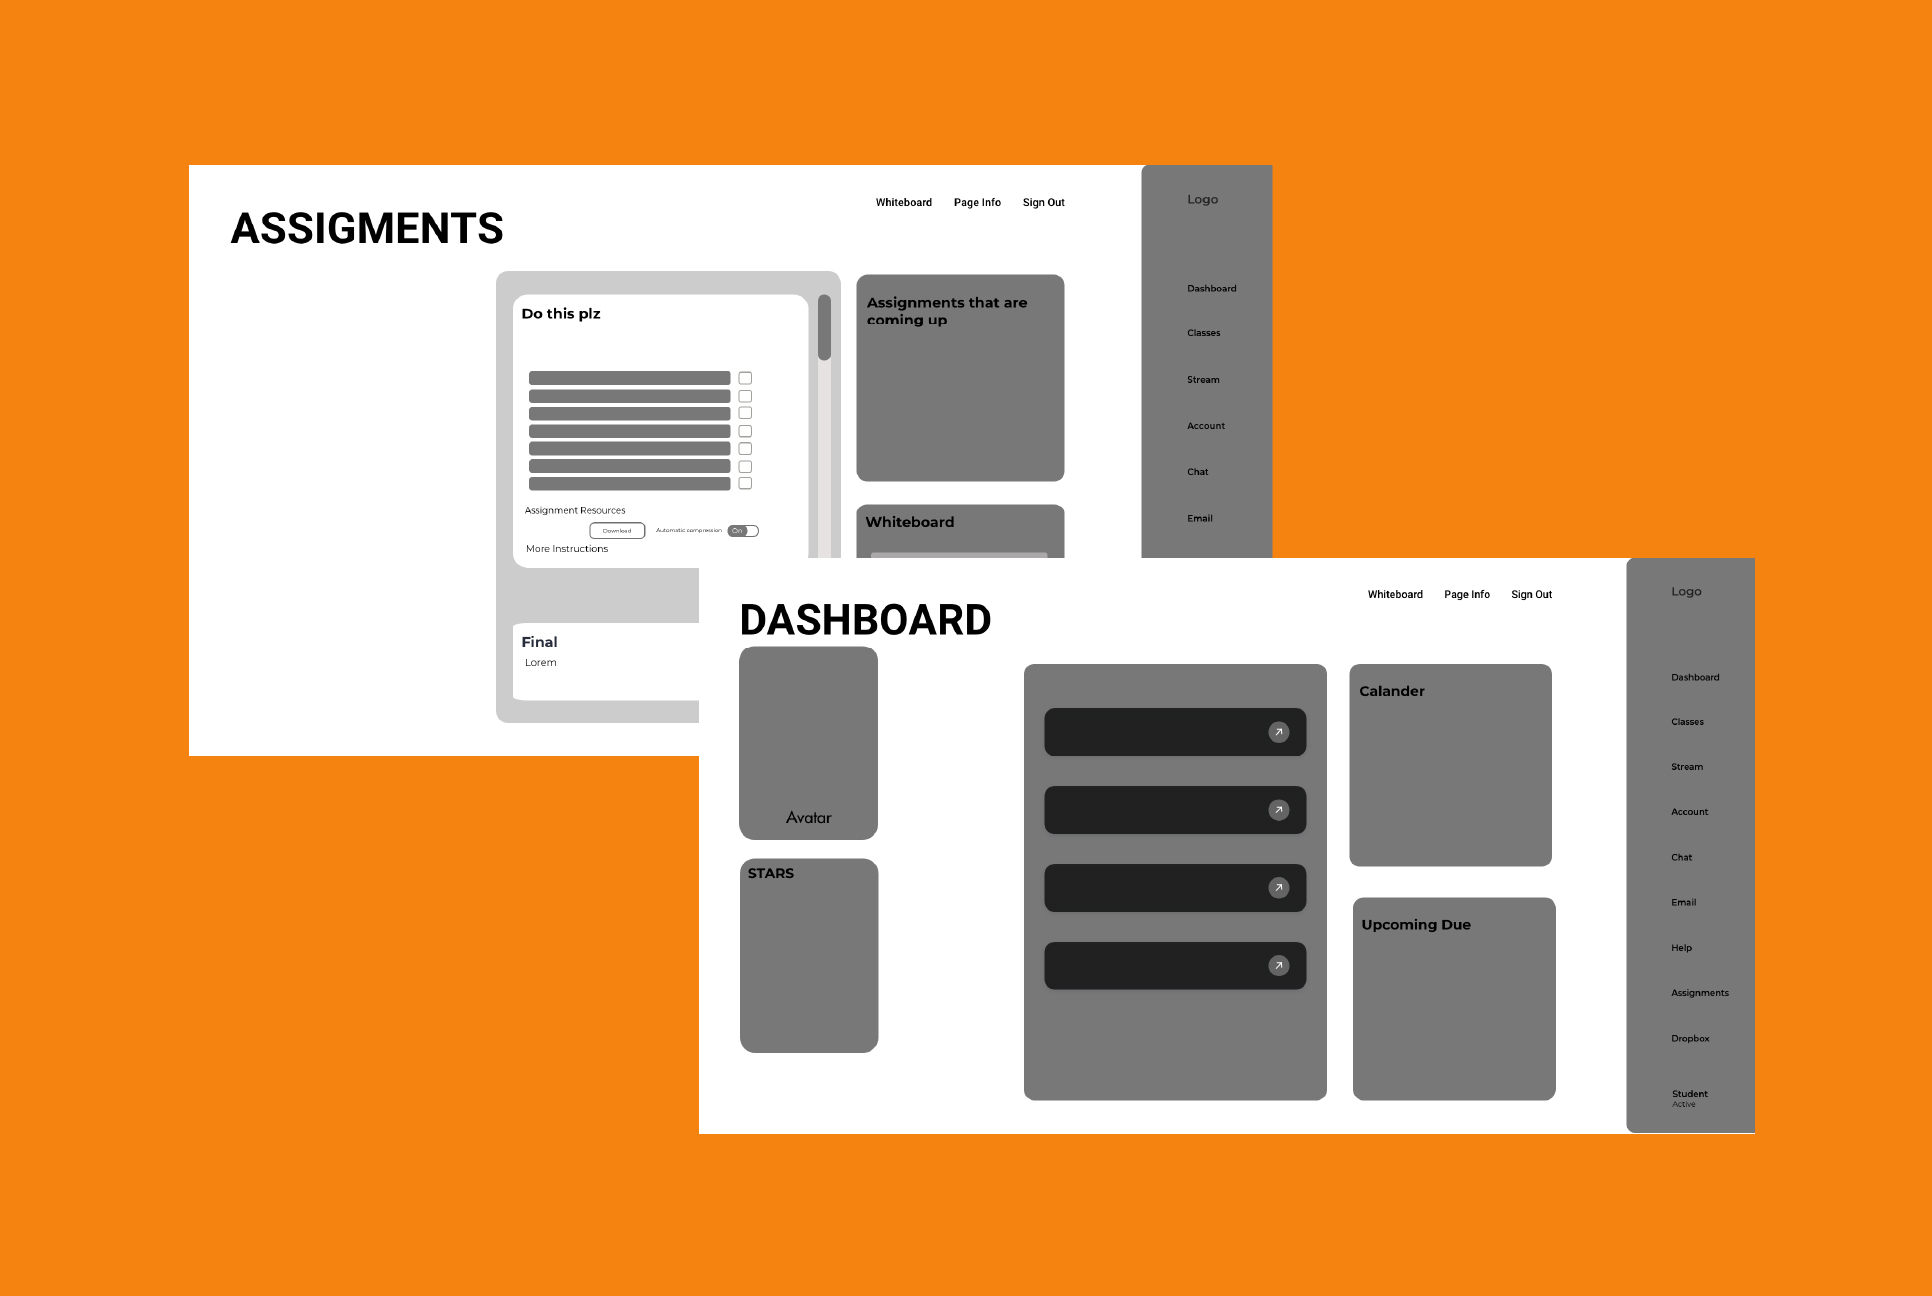 ASSIGMENTS
Whiteboard
Page Info
Sign Out
Logo
Dashboard
Classes
Stream
Account
Chat
Email
Do this plz
Assignment Resources
Download
Automatic compression
On
More Instructions
Final
Lorem
Assignments that are
coming up
Whiteboard
DASHBOARD
Whiteboard
Page Info
Sign Out
Avatar
STARS
Calander
Upcoming Due
Logo
Dashboard
Classes
Stream
Account
Chat
Email
Help
Assignments
Dropbox
Student
Active